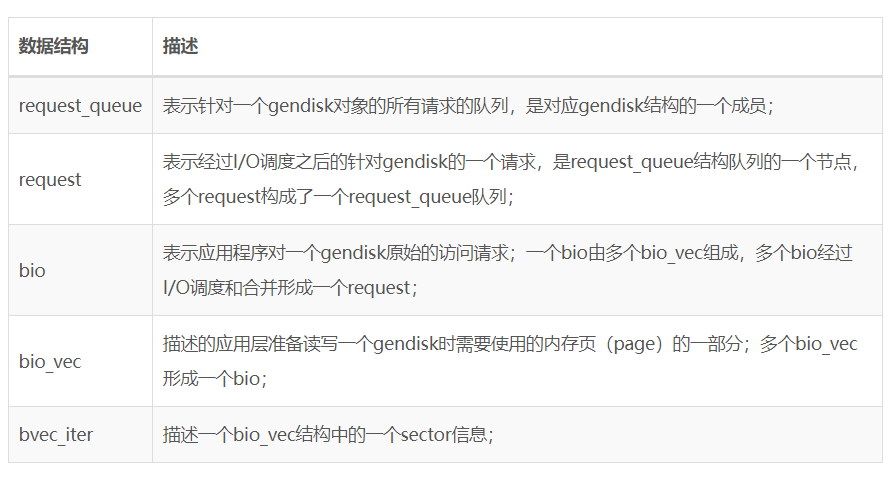 数据结构 描述
request_queue 表示针对一个gendisk对象的所有请求的队列，是对应gendisk结构的一个成员；
request 表示经过I/O调度之后的针对gendisk的一个请求，是request_queue结构队列的一个节点，
多个request构成了一个request_queue队列；
bio 表示应用程序对一个gendisk原始的访问请求；一个bio由多个bio_vec组成，多个bio经过
I/O调度和合并形成一个request；
bio_vec 描述的应用层准备读写一个gendisk时需要使用的内存页（page）的一部分；多个bio_vec
形成一个bio；
bvec_iter 描述一个bio_vec结构中的一个sector信息；